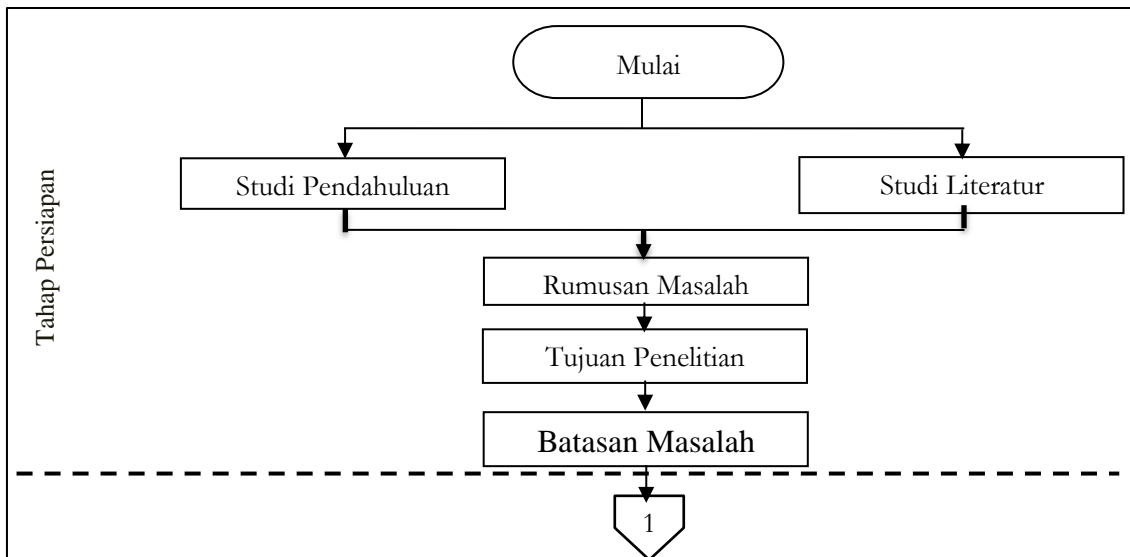 Mulai
Tahap Persiapan
Studi Pendahuluan
Studi Literatur
Rumusan Masalah
Tujuan Penelitian
Batasan Masalah
1